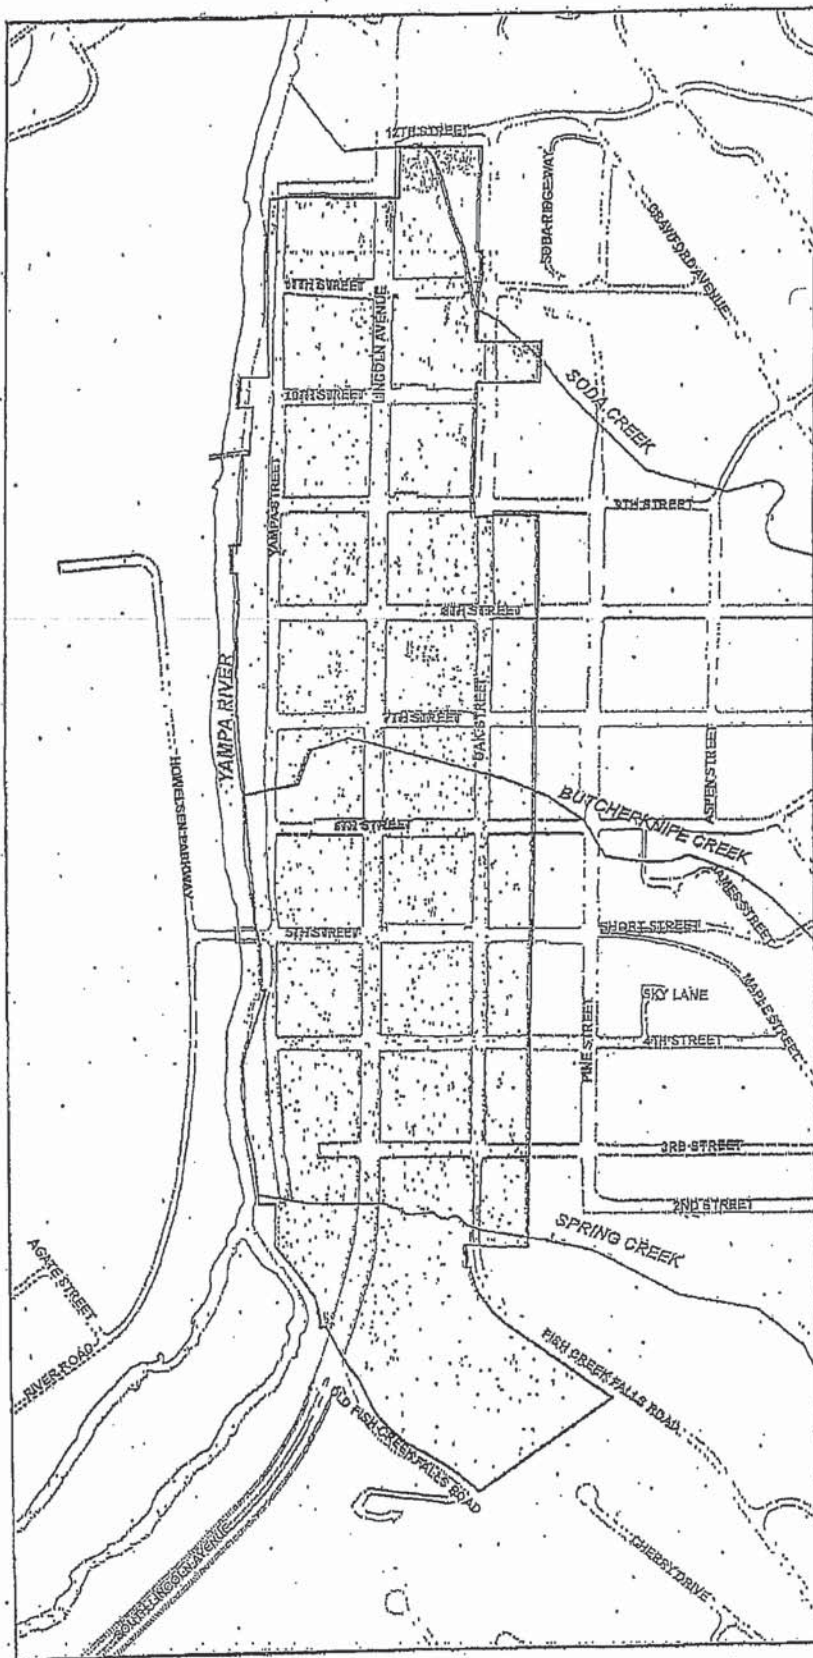 12TH STREET
SODA RIDGE WAY
CRAWFORD AVENUE
11TH STREET
LINCOLN AVENUE
10TH STREET
SODA CREEK
YAMPA STREET
9TH STREET
8TH STREET
YAMPA RIVER
7TH STREET
OAK STREET
ASPEN STREET
HOWELSEN PARKWAY
BUTCHERKNIFE CREEK
6TH STREET
JAMES STREET
5TH STREET
SHORT STREET
SKY LANE
MAPLE STREET
PINE STREET
4TH STREET
3RD STREET
2ND STREET
SPRING CREEK
AGATE STREET
RIVER ROAD
FISH CREEK FALLS ROAD
OLD FISH CREEK FALLS ROAD
SOUTH LINCOLN AVENUE
CHERRY DRIVE